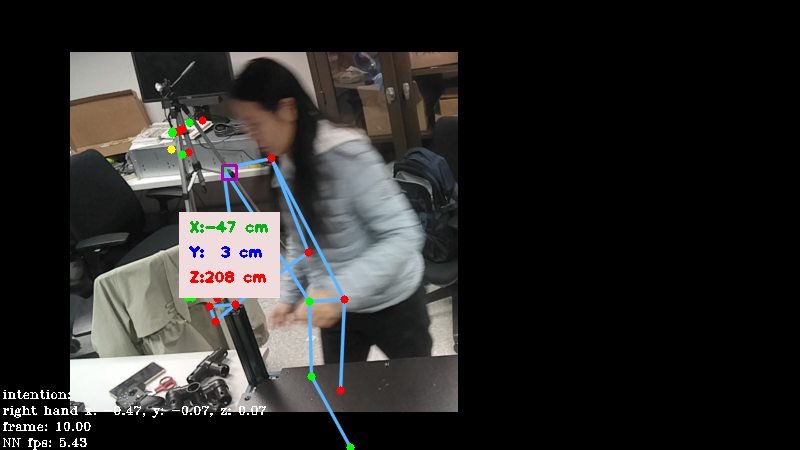 X:-47 cm
Y: 3 cm
Z:208 cm
intention:
right hand x: -0.47, y: -0.07, z: 0.07
frame: 10.00
NN fps: 5.43